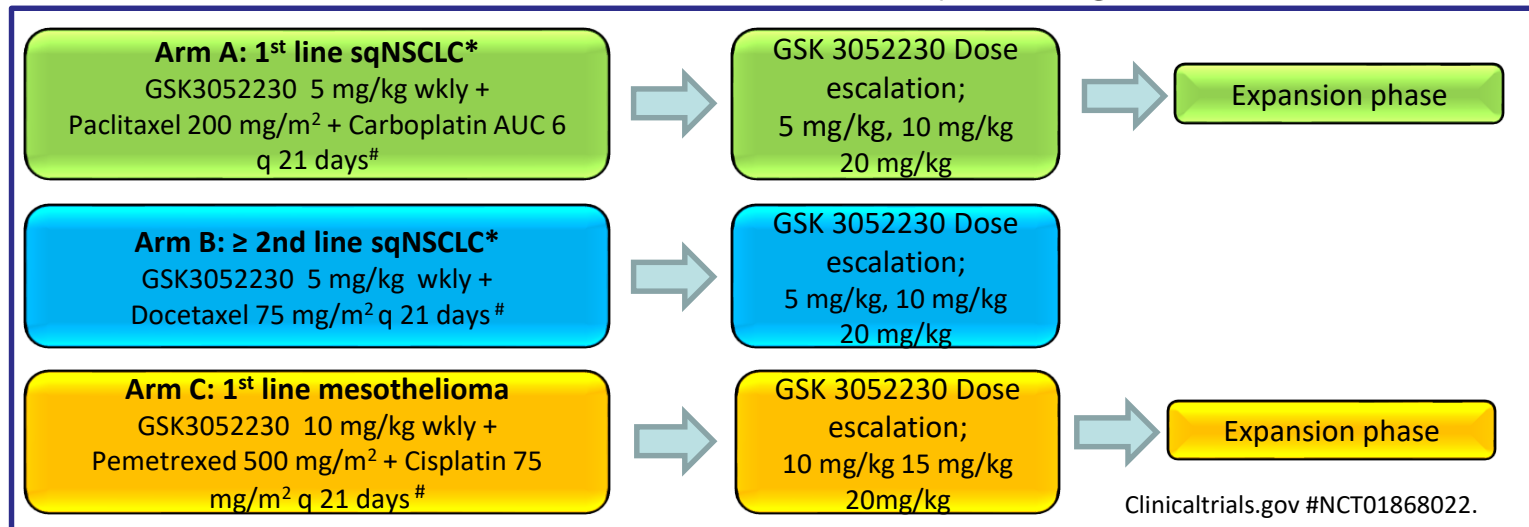 Arm A: 1st line sqNSCLC*
GSK3052230 5 mg/kg wkly +
Paclitaxel 200 mg/m2 + Carboplatin AUC 6
q 21 days#
GSK 3052230 Dose
escalation;
5 mg/kg, 10 mg/kg
20 mg/kg
Expansion phase
Arm B: ≥ 2nd line sqNSCLC*
GSK3052230 5 mg/kg wkly +
Docetaxel 75 mg/m2 q 21 days #
GSK 3052230 Dose
escalation;
5 mg/kg, 10 mg/kg
20 mg/kg
Arm C: 1st line mesothelioma
GSK3052230 10 mg/kg wkly +
Pemetrexed 500 mg/m2 + Cisplatin 75
mg/m2 q 21 days #
GSK 3052230 Dose
escalation;
10 mg/kg 15 mg/kg
20mg/kg
Expansion phase
Clinicaltrials.gov #NCT01868022.